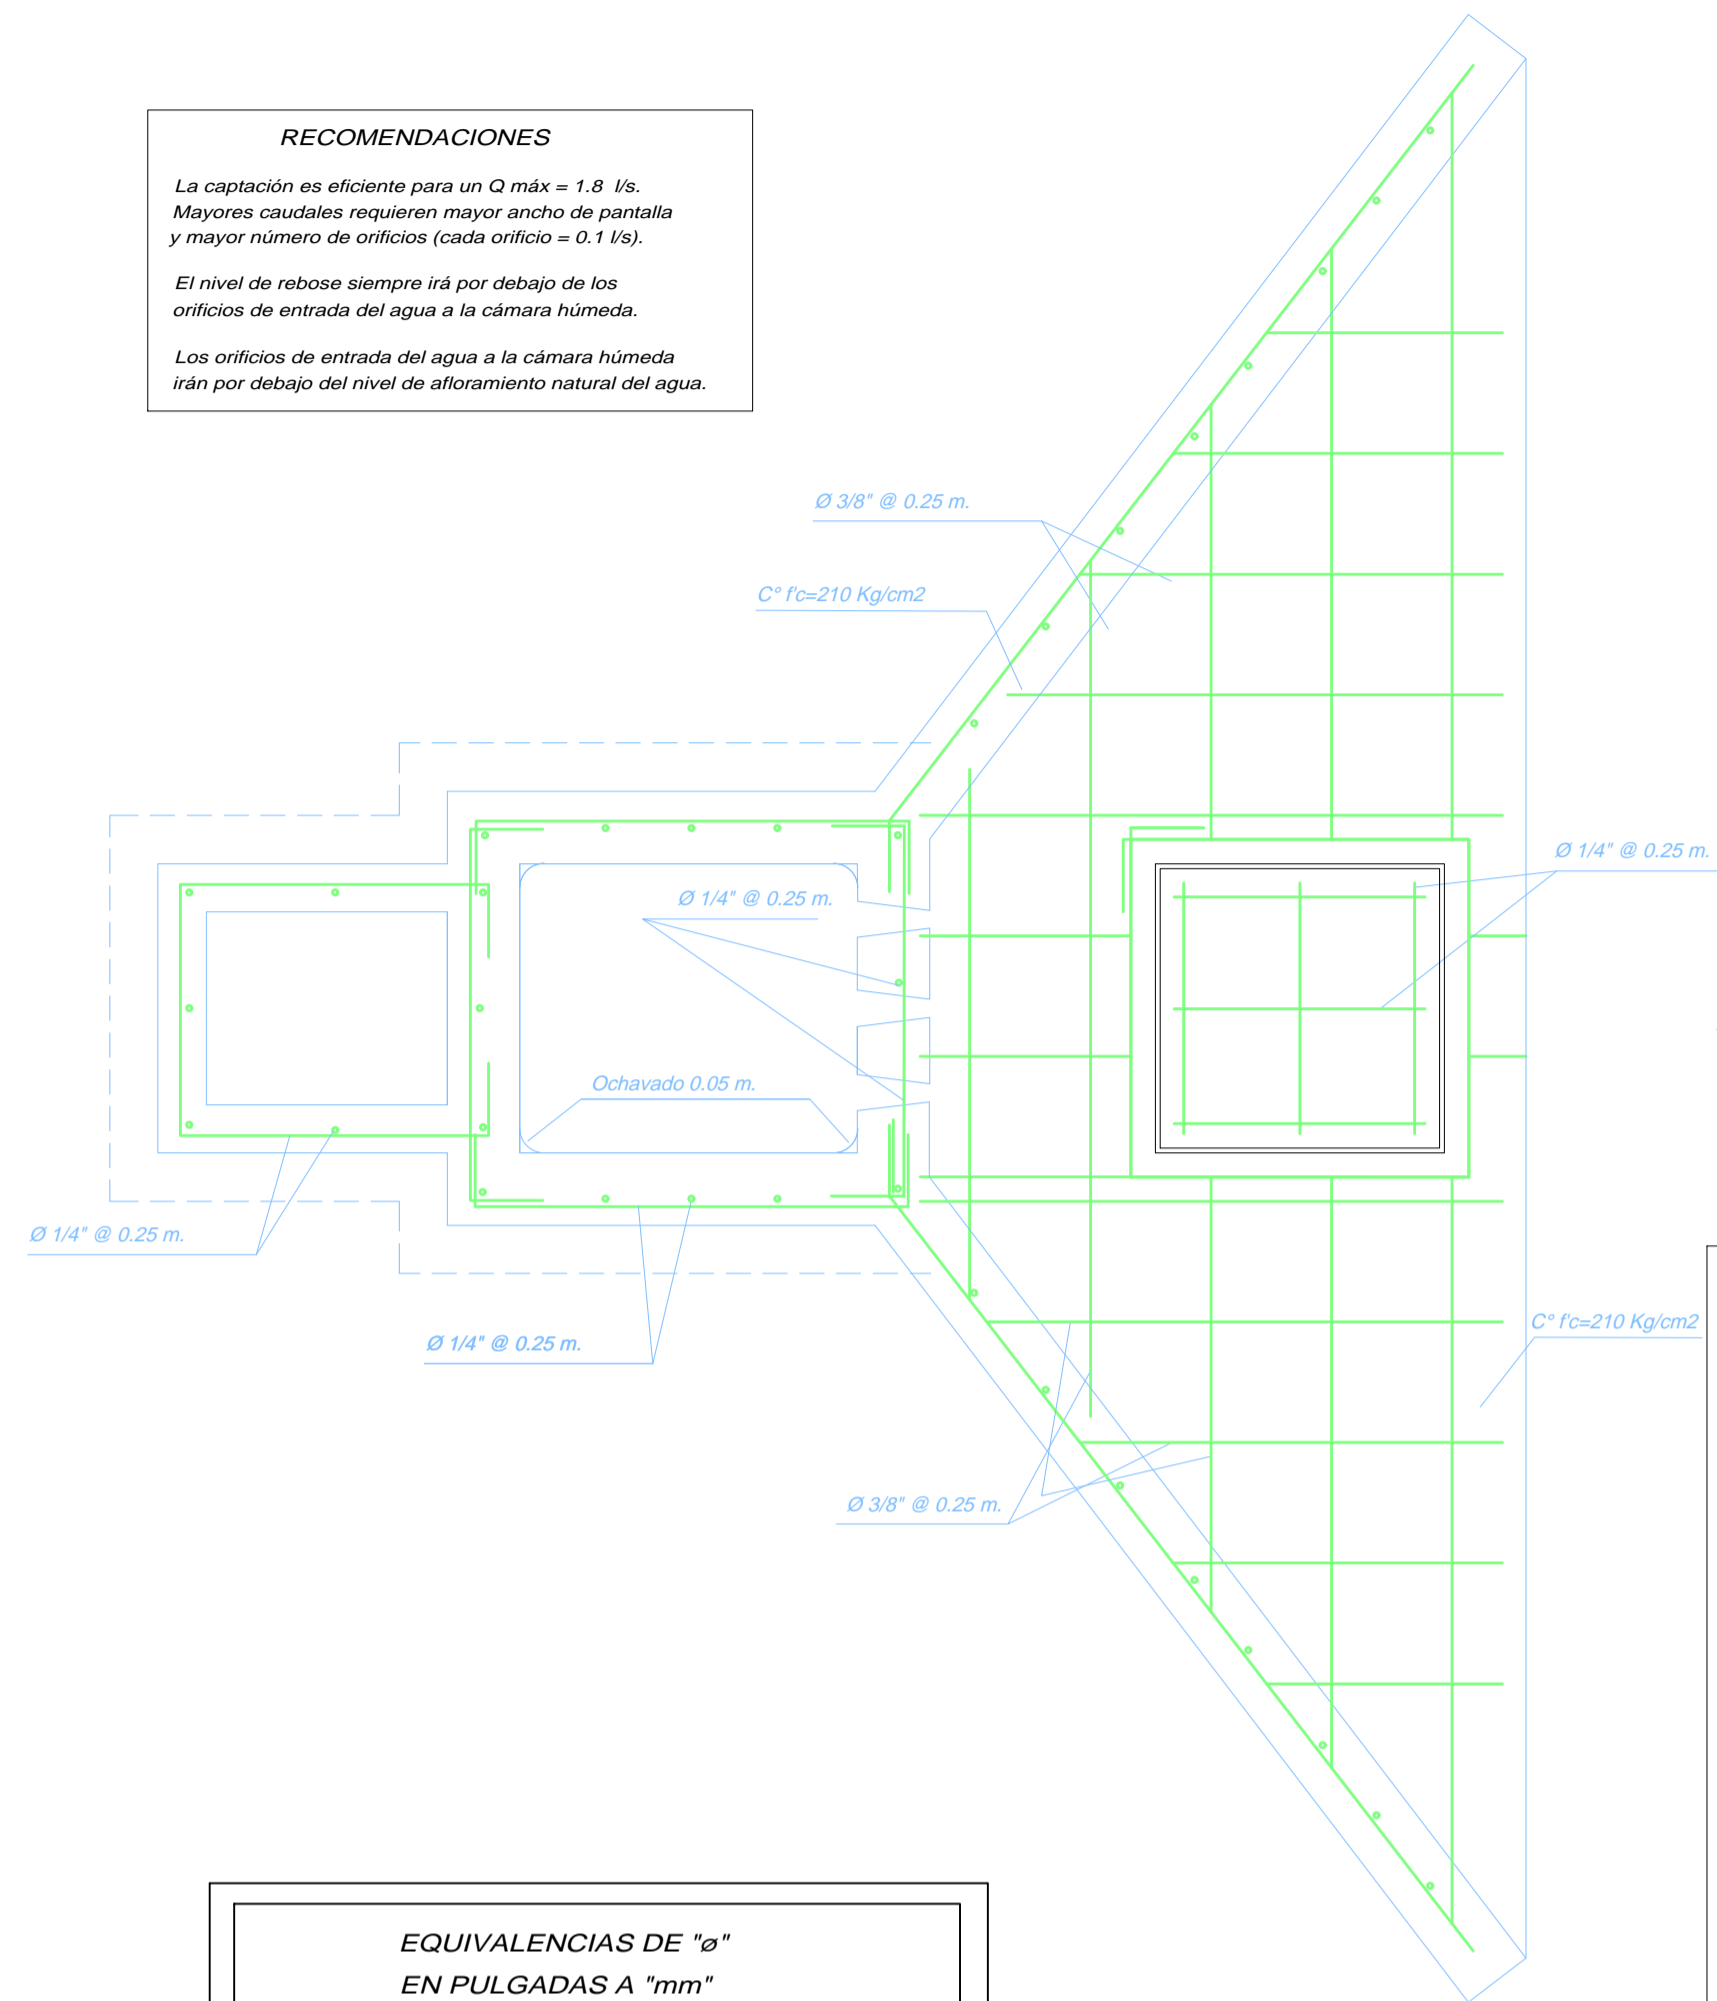 RECOMENDACIONES
La captación es eficiente para un Q máx = 1.8 l/s.
Mayores caudales requieren mayor ancho de pantalla
y mayor número de orificios (cada orificio = 0.1 l/s).
El nivel de rebose siempre irá por debajo de los
orificios de entrada del agua a la cámara húmeda.
Los orificios de entrada del agua a la cámara húmeda
irán por debajo del nivel de afloramiento natural del agua.
Ø 3/8" @ 0.25 m.
C° f'c=210 Kg/cm2
Ø 1/4" @ 0.25 m.
Ø 1/4" @ 0.25 m.
Ochavado 0.05 m.
Ø 1/4" @ 0.25 m.
C° f'c=210 Kg/cm2
Ø 1/4" @ 0.25 m.
Ø 3/8" @ 0.25 m.
EQUIVALENCIAS DE "ø"
EN PULGADAS A "mm"